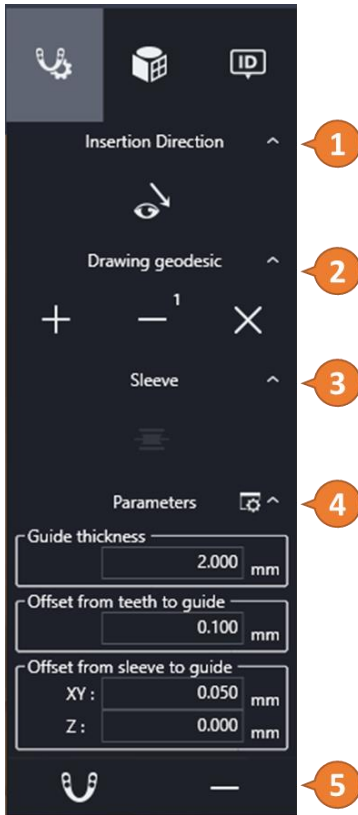 ID
Insertion Direction
1
Drawing geodesic
2
1
Sleeve
3
Parameters
4
Guide thickness
2.000 mm
Offset from teeth to guide
0.100 mm
Offset from sleeve to guide
XY : 0.050 mm
Z : 0.000 mm
5